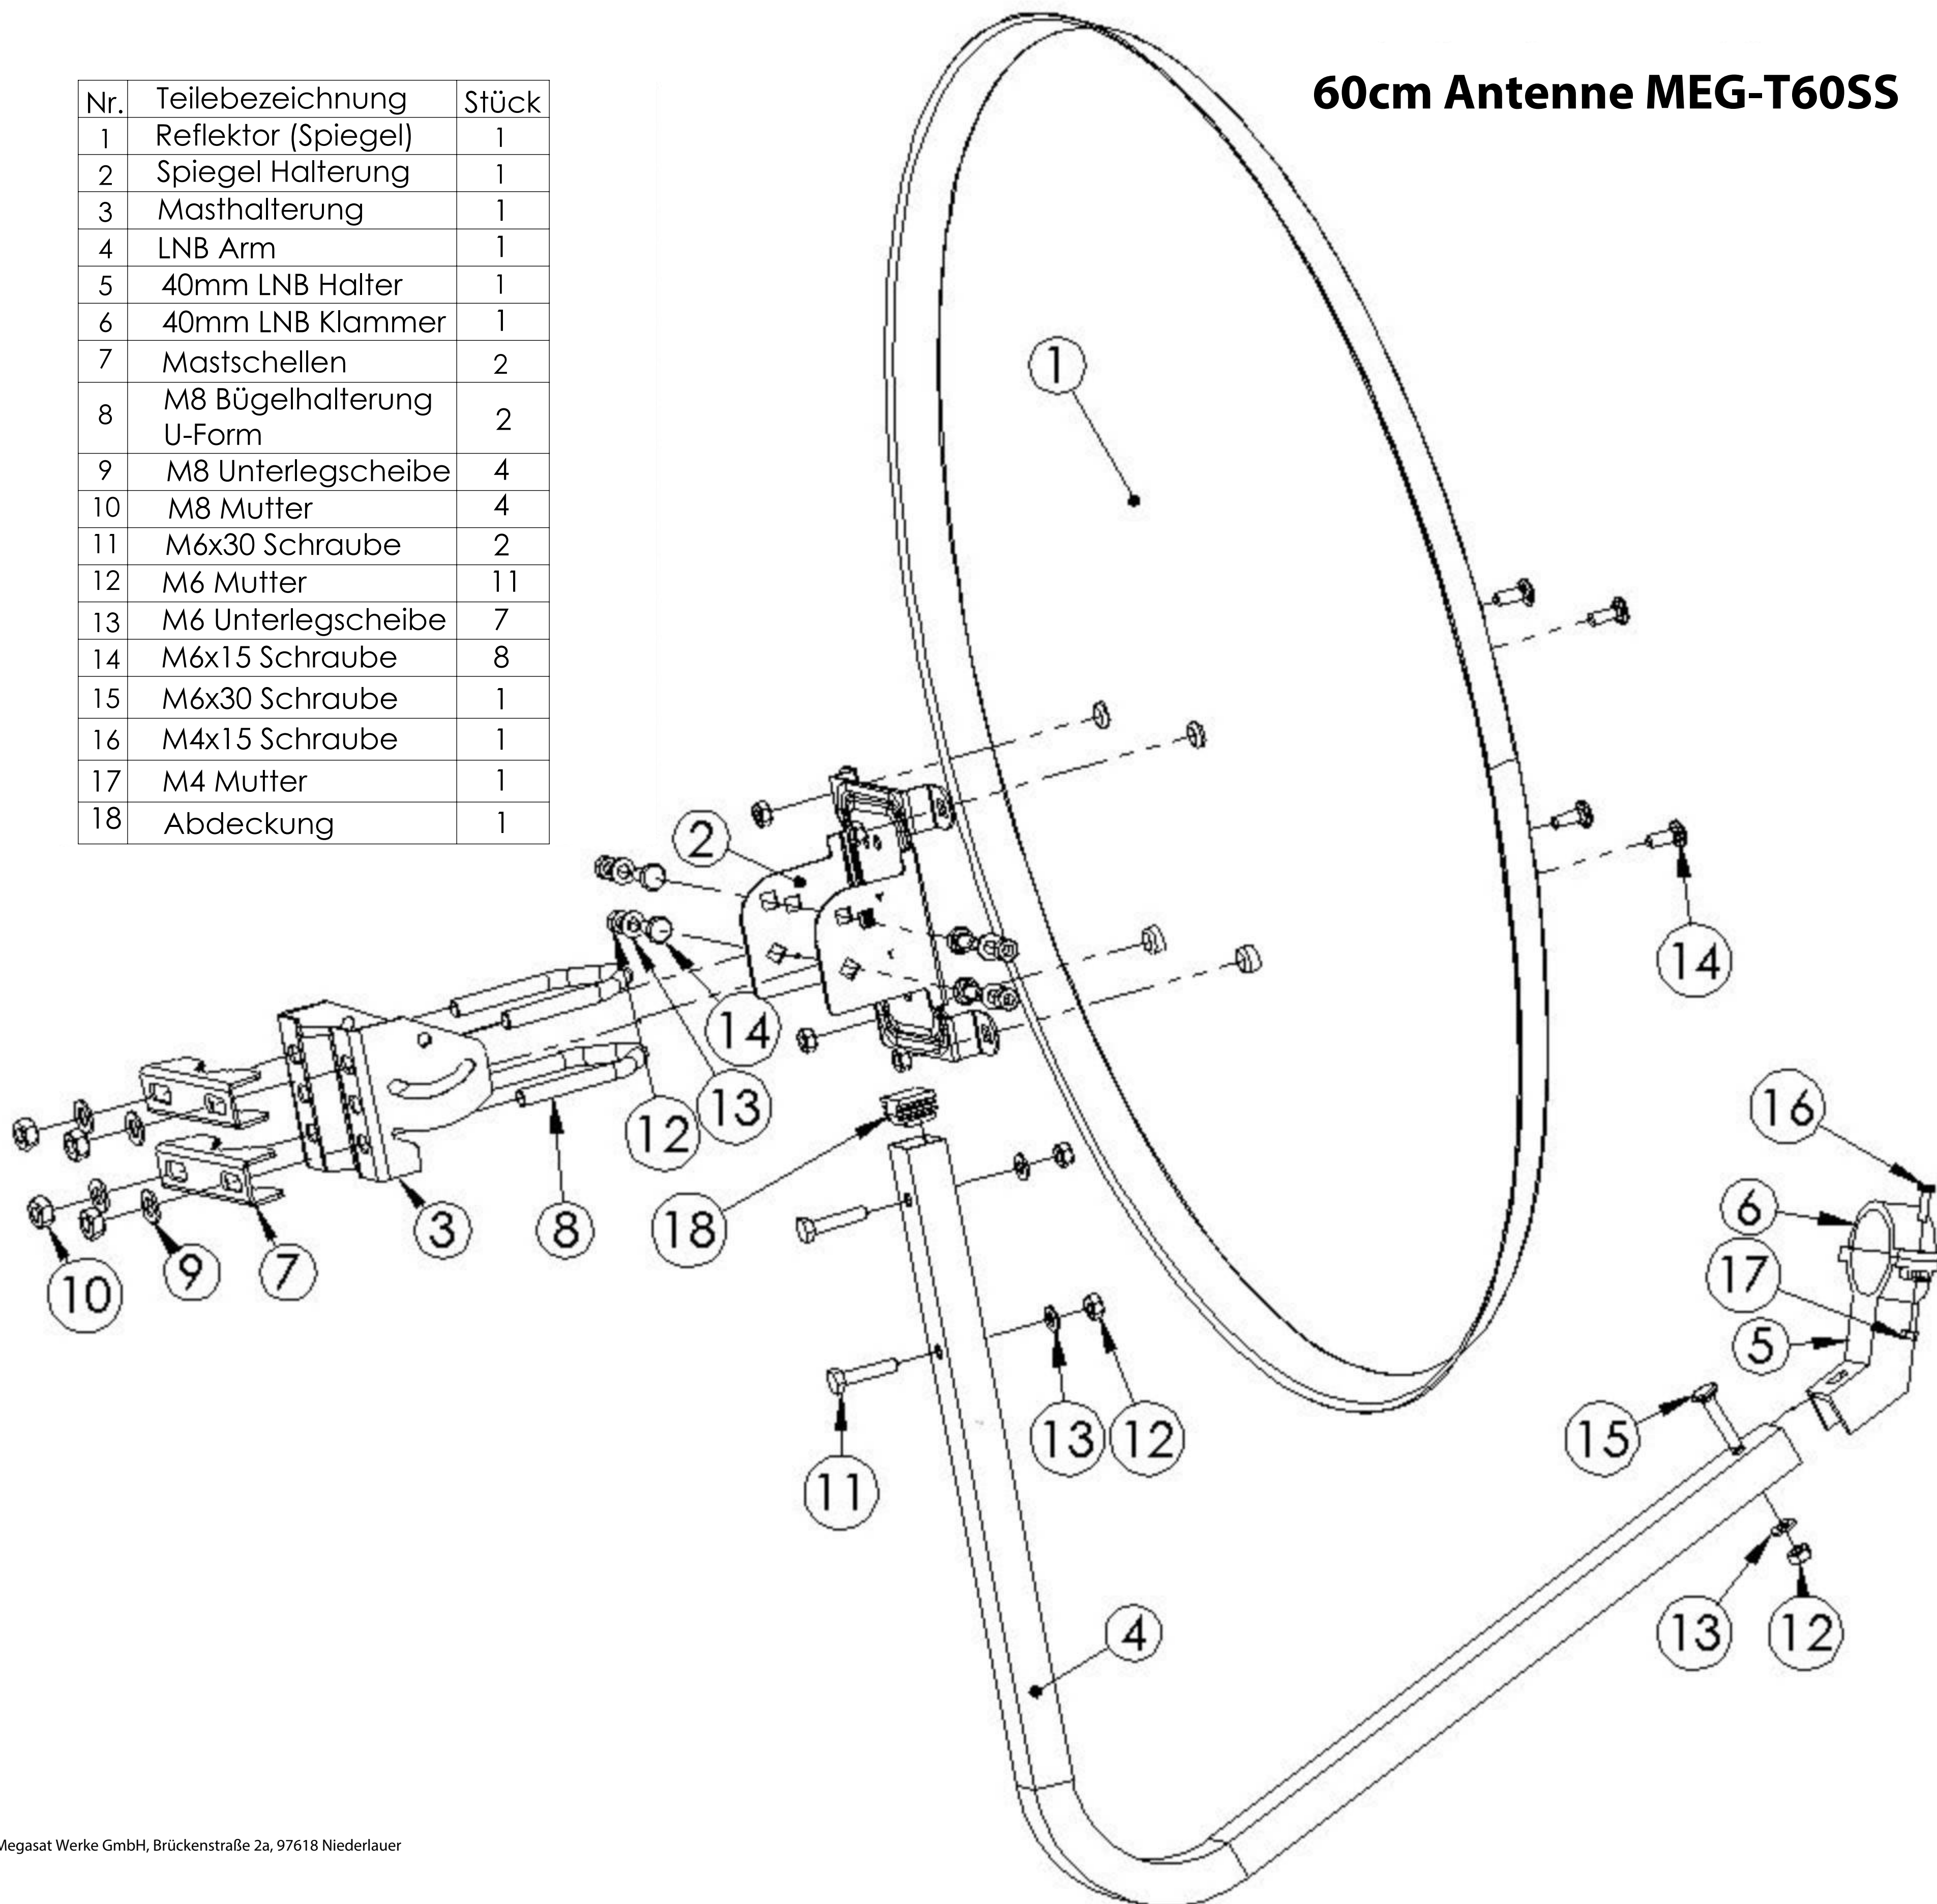 60cm Antenne MEG-T60SS
Nr. Teilebezeichnung Stück
1 Reflektor (Spiegel) 1
2 Spiegel Halterung 1
3 Masthalterung 1
4 LNB Arm 1
5 40mm LNB Halter 1
6 40mm LNB Klammer 1
7 Mastschellen 2
8 M8 Bügelhalterung 2
U-Form
9 M8 Unterlegscheibe 4
10 M8 Mutter 4
11 M6x30 Schraube 2
12 M6 Mutter 11
13 M6 Unterlegscheibe 7
14 M6x15 Schraube 8
15 M6x30 Schraube 1
16 M4x15 Schraube 1
17 M4 Mutter 1
18 Abdeckung 1
1
2
14
14
13
12
16
6
17
5
3
8
18
7
9
10
15
13
12
11
4
13
12
Megasat Werke GmbH, Brückenstraße 2a, 97618 Niederlauer